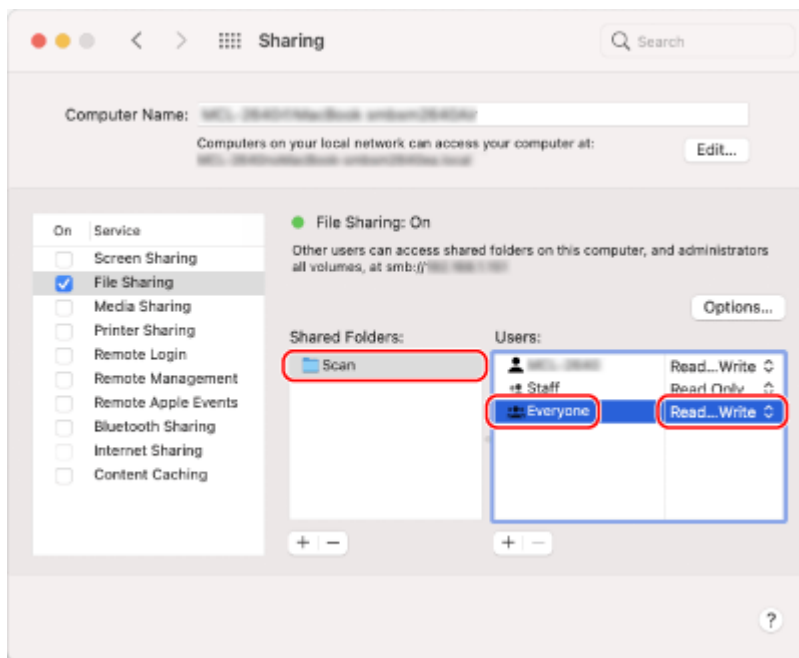 Sharing
Search
Computer Name:
Computers on your local network can access your computer at:
Edit...
On Service
Screen Sharing
File Sharing
Media Sharing
Printer Sharing
Remote Login
Remote Management
Remote Apple Events
Bluetooth Sharing
Internet Sharing
Content Caching
File Sharing: On
Other users can access shared folders on this computer, and administrators
all volumes, at smb://
Options...
Shared Folders:
Scan
Users:
Read...Write
Staff Read Only
Everyone Read...Write
+ −
+ −
?